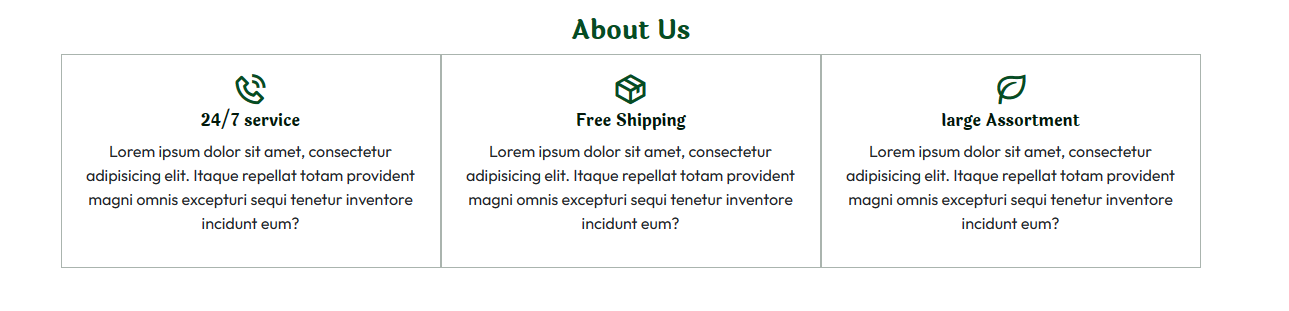 About Us
24/7 service
Lorem ipsum dolor sit amet, consectetur
adipisicing elit. Itaque repellat totam provident
magni omnis excepturi sequi tenetur inventore
incidunt eum?
Free Shipping
Lorem ipsum dolor sit amet, consectetur
adipisicing elit. Itaque repellat totam provident
magni omnis excepturi sequi tenetur inventore
incidunt eum?
large Assortment
Lorem ipsum dolor sit amet, consectetur
adipisicing elit. Itaque repellat totam provident
magni omnis excepturi sequi tenetur inventore
incidunt eum?